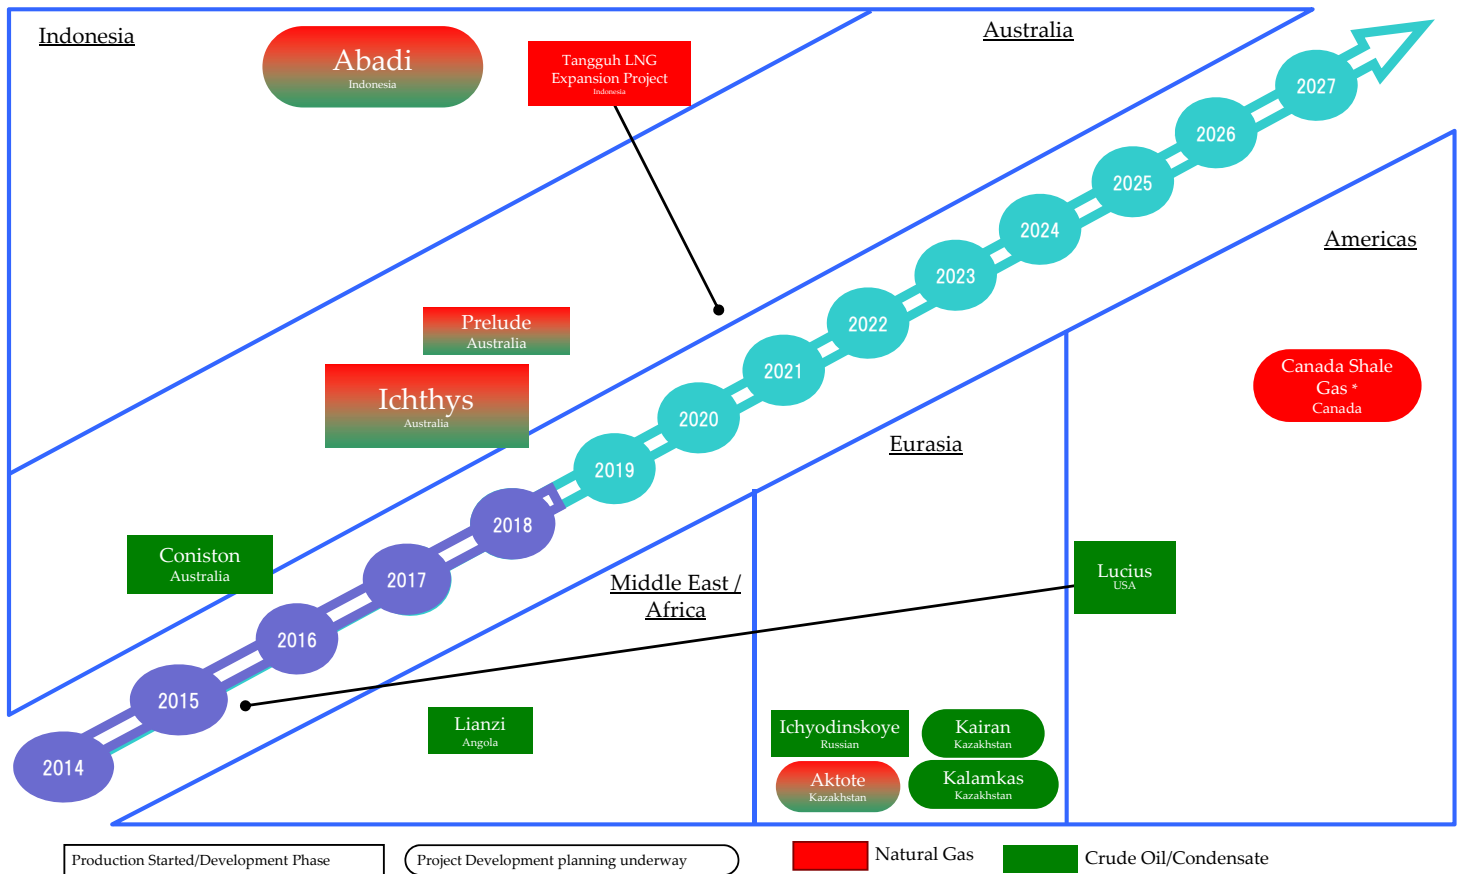 Indonesia
Abadi
Indonesia
Tangguh LNG
Expansion Project
Indonesia
Australia
2027
2026
2025
2024
2023
2022
2021
2020
2019
2018
2017
2016
2015
2014
Prelude
Australia
Ichthys
Australia
Coniston
Australia
Americas
Canada Shale
Gas *
Canada
Eurasia
Middle East /
Africa
Lucius
USA
Lianzi
Angola
Ichyodinskoye
Russian
Kairan
Kazakhstan
Aktote
Kazakhstan
Kalamkas
Kazakhstan
Production Started/Development Phase
Project Development planning underway
Natural Gas
Crude Oil/Condensate